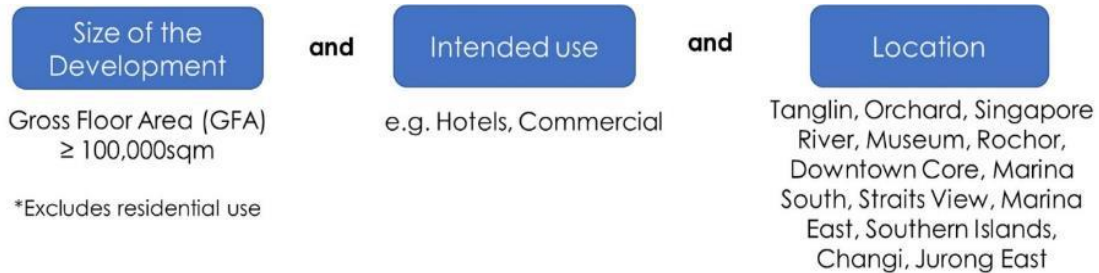 Size of the
Development
and
Intended use
and
Location
Gross Floor Area (GFA)
≥ 100,000sqm
*Excludes residential use
e.g. Hotels, Commercial
Tanglin, Orchard, Singapore
River, Museum, Rochor,
Downtown Core, Marina
South, Straits View, Marina
East, Southern Islands,
Changi, Jurong East